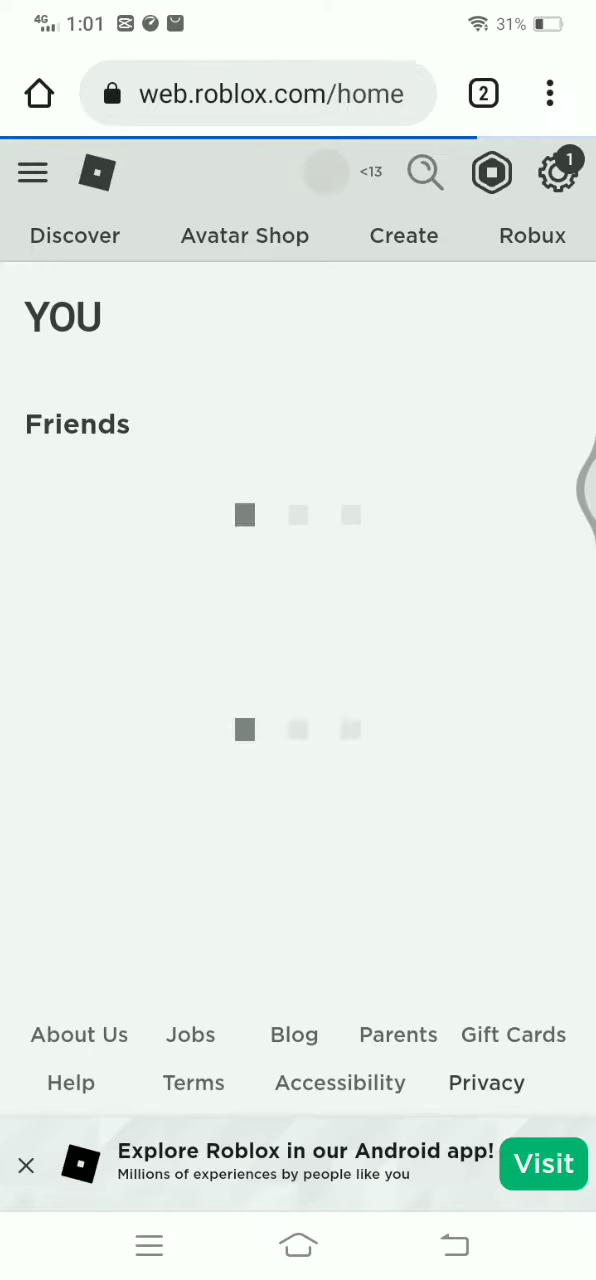 4G 1:01 31%
web.roblox.com/home 2
<13 1
Discover Avatar Shop Create Robux
YOU
Friends
About Us Jobs Blog Parents Gift Cards
Help Terms Accessibility Privacy
Explore Roblox in our Android app!
Millions of experiences by people like you
Visit